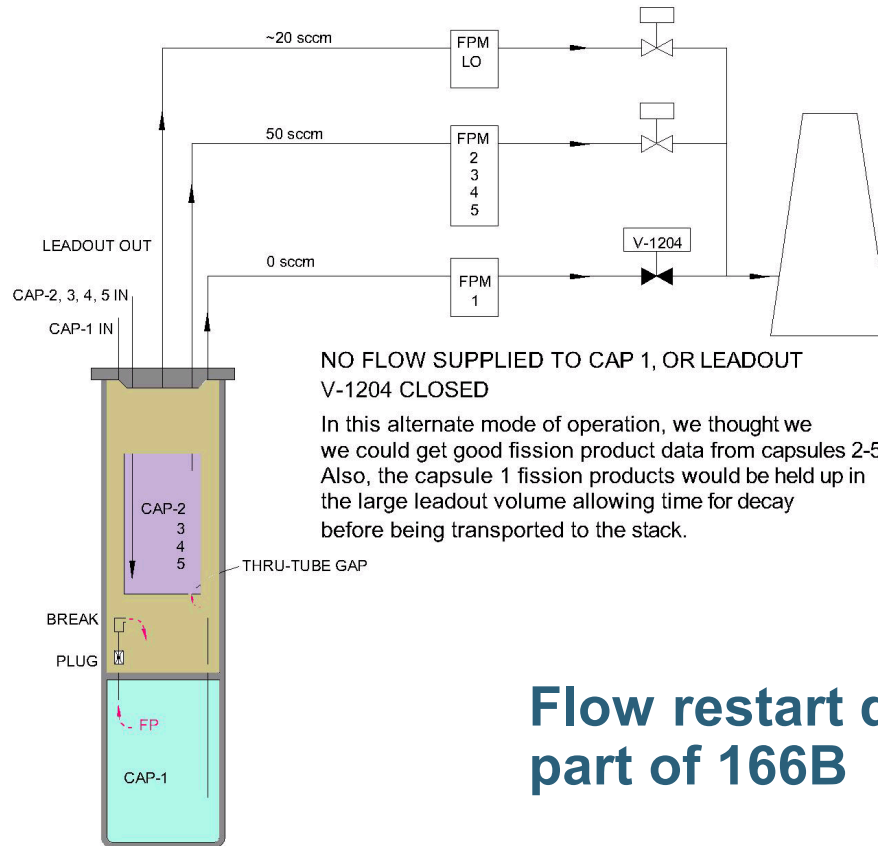 ~20 sccm
FPM
LO
50 sccm
FPM
2
3
4
5
LEADOUT OUT
V-1204
0 sccm
FPM
1
CAP-2, 3, 4, 5 IN
CAP-1 IN
NO FLOW SUPPLIED TO CAP 1, OR LEADOUT
V-1204 CLOSED
In this alternate mode of operation, we thought we
we could get good fission product data from capsules 2-5
Also, the capsule 1 fission products would be held up in
the large leadout volume allowing time for decay
before being transported to the stack.
CAP-2
3
4
5
THRU-TUBE GAP
BREAK
PLUG
FP
CAP-1
Flow restart
part of 166B